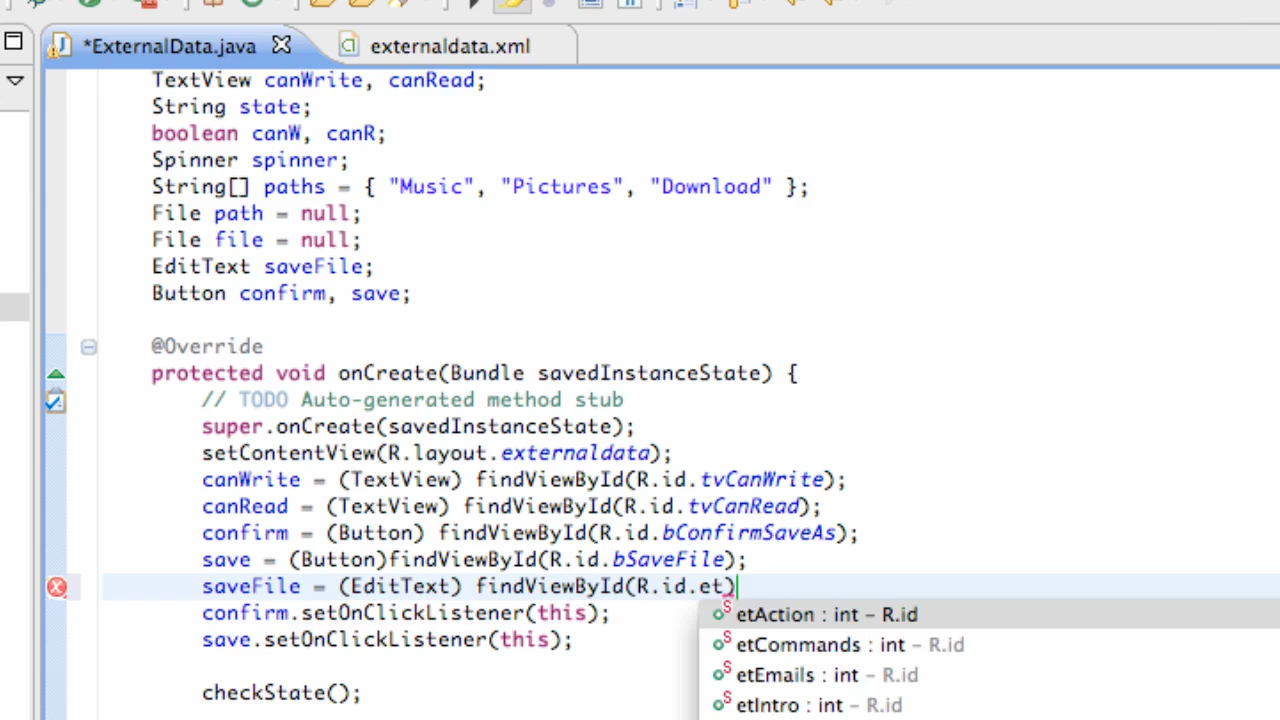 *ExternalData.java
externaldata.xml
TextView canWrite, canRead;
String state;
boolean canW, canR;
Spinner spinner;
String[] paths = { "Music", "Pictures", "Download" };
File path = null;
File file = null;
EditText saveFile;
Button confirm, save;
@Override
protected void onCreate(Bundle savedInstanceState) {
// TODO Auto-generated method stub
super.onCreate(savedInstanceState);
setContentView(R.layout.externaldata);
canWrite = (TextView) findViewById(R.id.tvCanWrite);
canRead = (TextView) findViewById(R.id.tvCanRead);
confirm = (Button) findViewById(R.id.bConfirmSaveAs);
save = (Button)findViewById(R.id.bSaveFile);
saveFile = (EditText) findViewById(R.id.et)
confirm.setOnClickListener(this);
save.setOnClickListener(this);
checkState();
etAction : int – R.id
etCommands : int – R.id
etEmails : int – R.id
etIntro : int – R.id